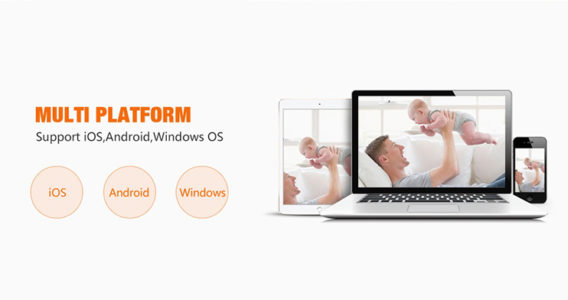 MULTI PLATFORM
Support iOS,Android,Windows OS
iOS
Android
Windows